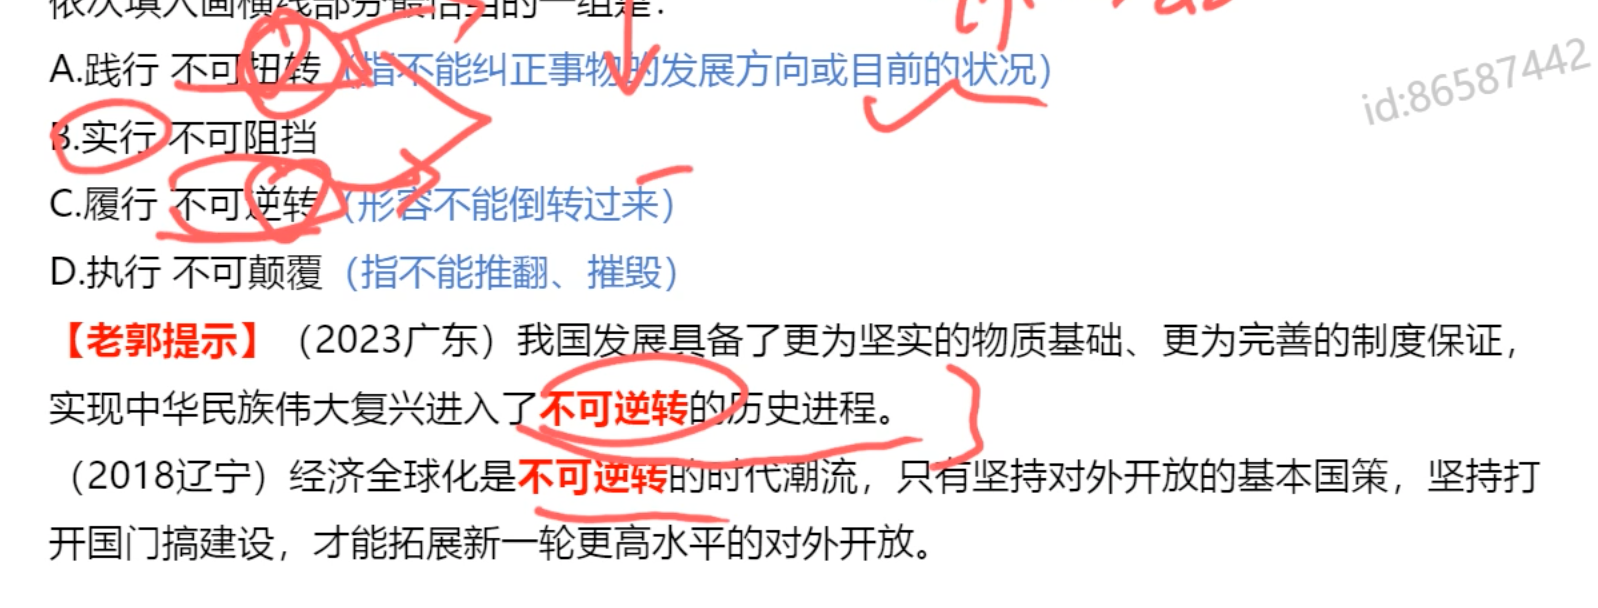 依次填入画横线部分最恰当的一组是:
A.践行 不可扭转（指不能纠正事物的发展方向或目前的状况）
id:86587442
B.实行 不可阻挡
C.履行 不可逆转（形容不能倒转过来）
D.执行 不可颠覆（指不能推翻、摧毁）
【老郭提示】（2023广东）我国发展具备了更为坚实的物质基础、更为完善的制度保证，
实现中华民族伟大复兴进入了不可逆转的历史进程。
（2018辽宁）经济全球化是不可逆转的时代潮流，只有坚持对外开放的基本国策，坚持打
开国门搞建设，才能拓展新一轮更高水平的对外开放。